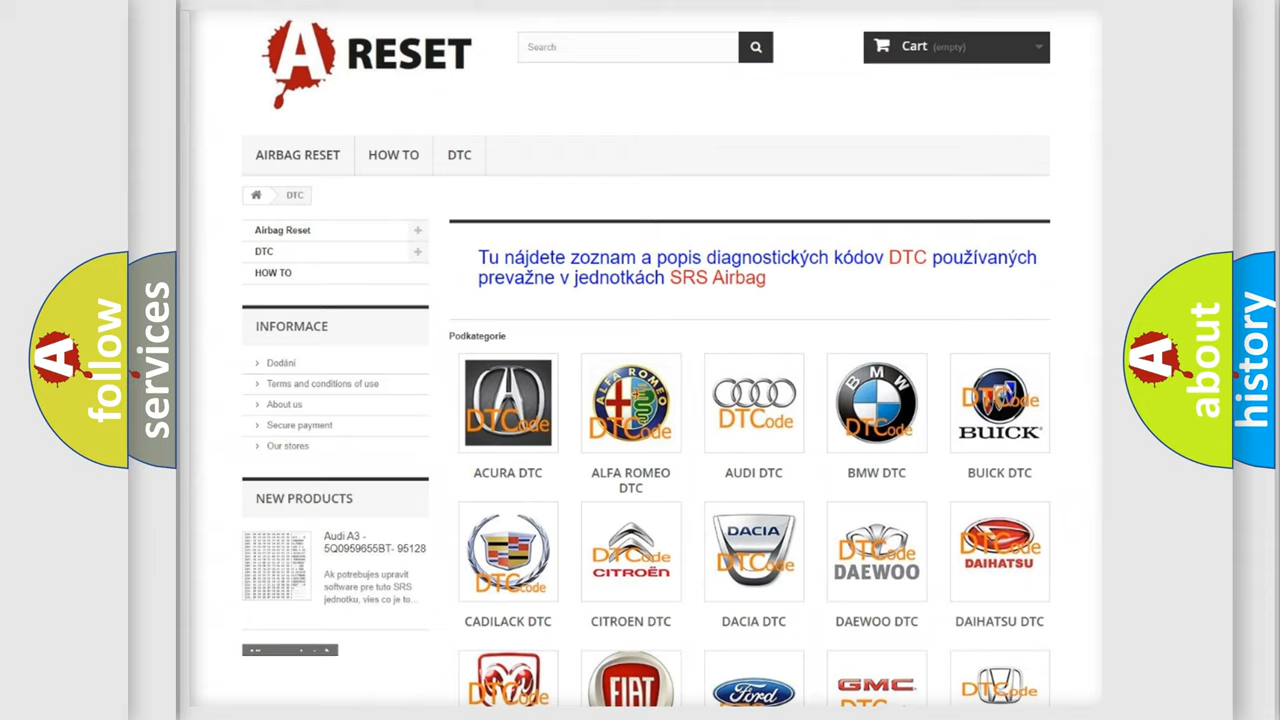 A RESET
Search
Cart (empty)
AIRBAG RESET
HOW TO
DTC
DTC
Airbag Reset
DTC
HOW TO
Tu nájdete zoznam a popis diagnostických kódov DTC používaných
prevažne v jednotkách SRS Airbag
INFORMACE
Dodání
Terms and conditions of use
About us
Secure payment
Our stores
NEW PRODUCTS
Audi A3 -
5Q0959655BT- 95128
Ak potrebujes upravit
software pre tuto SRS
jednotku, vies co je to...
Podkategorie
DTCode
ALFA ROMEO
DTCode
DTCode
BMW
DTCode
DTCode
BUICK
ACURA DTC
ALFA ROMEO
DTC
AUDI DTC
BMW DTC
BUICK DTC
DTCode
DTCode
CITROËN
DACIA
DTCode
DTCode
DAEWOO
DTCode
DAIHATSU
CADILACK DTC
CITROEN DTC
DACIA DTC
DAEWOO DTC
DAIHATSU DTC
DTCode
FIAT
Ford
GMC
DTCode
A follow
services
A about
history